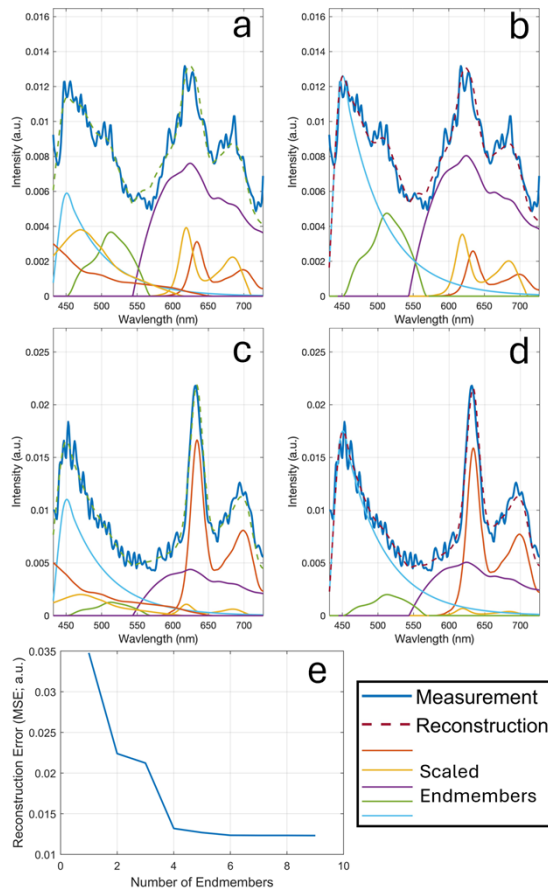 a
b
0.016
0.014
0.012
0.01
0.008
0.006
0.004
0.002
0
Intensity (a.u.)
450 500 550 600 650 700
Wavelength (nm)
0.016
0.014
0.012
0.01
0.008
0.006
0.004
0.002
0
Intensity (a.u.)
450 500 550 600 650 700
Wavelength (nm)
c
d
0.025
0.02
0.015
0.01
0.005
0
Intensity (a.u.)
450 500 550 600 650 700
Wavelength (nm)
0.025
0.02
0.015
0.01
0.005
0
Intensity (a.u.)
450 500 550 600 650 700
Wavelength (nm)
e
0.035
0.03
0.025
0.02
0.015
0.01
Reconstruction Error (MSE; a.u.)
0 2 4 6 8 10
Number of Endmembers
Measurement
Reconstruction
Scaled
Endmembers